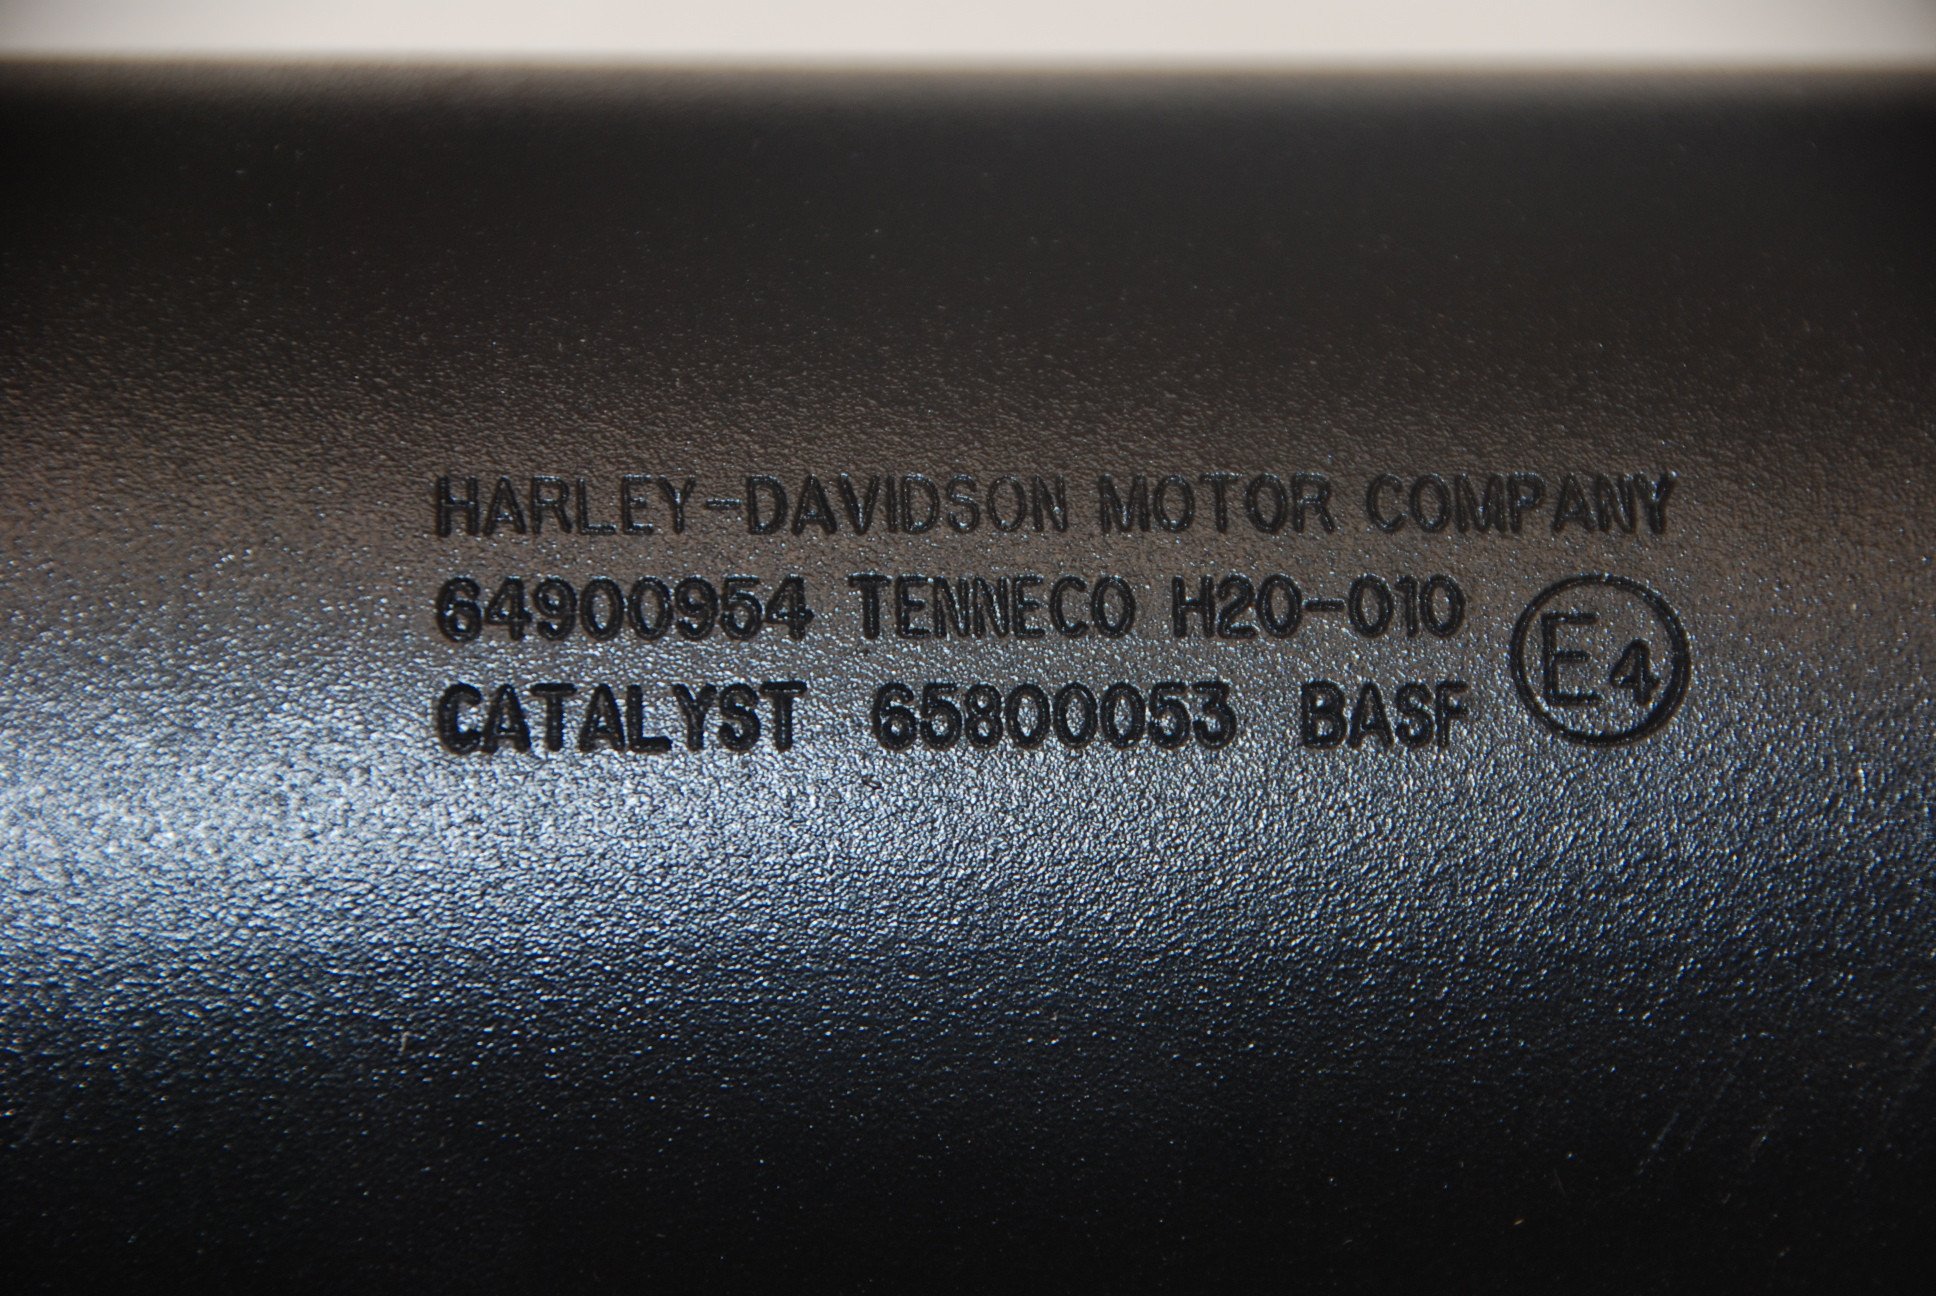 HARLEY-DAVIDSON MOTOR COMPANY
64900954 TENNECO H20-010
E4
CATALYST 65800053 BASF